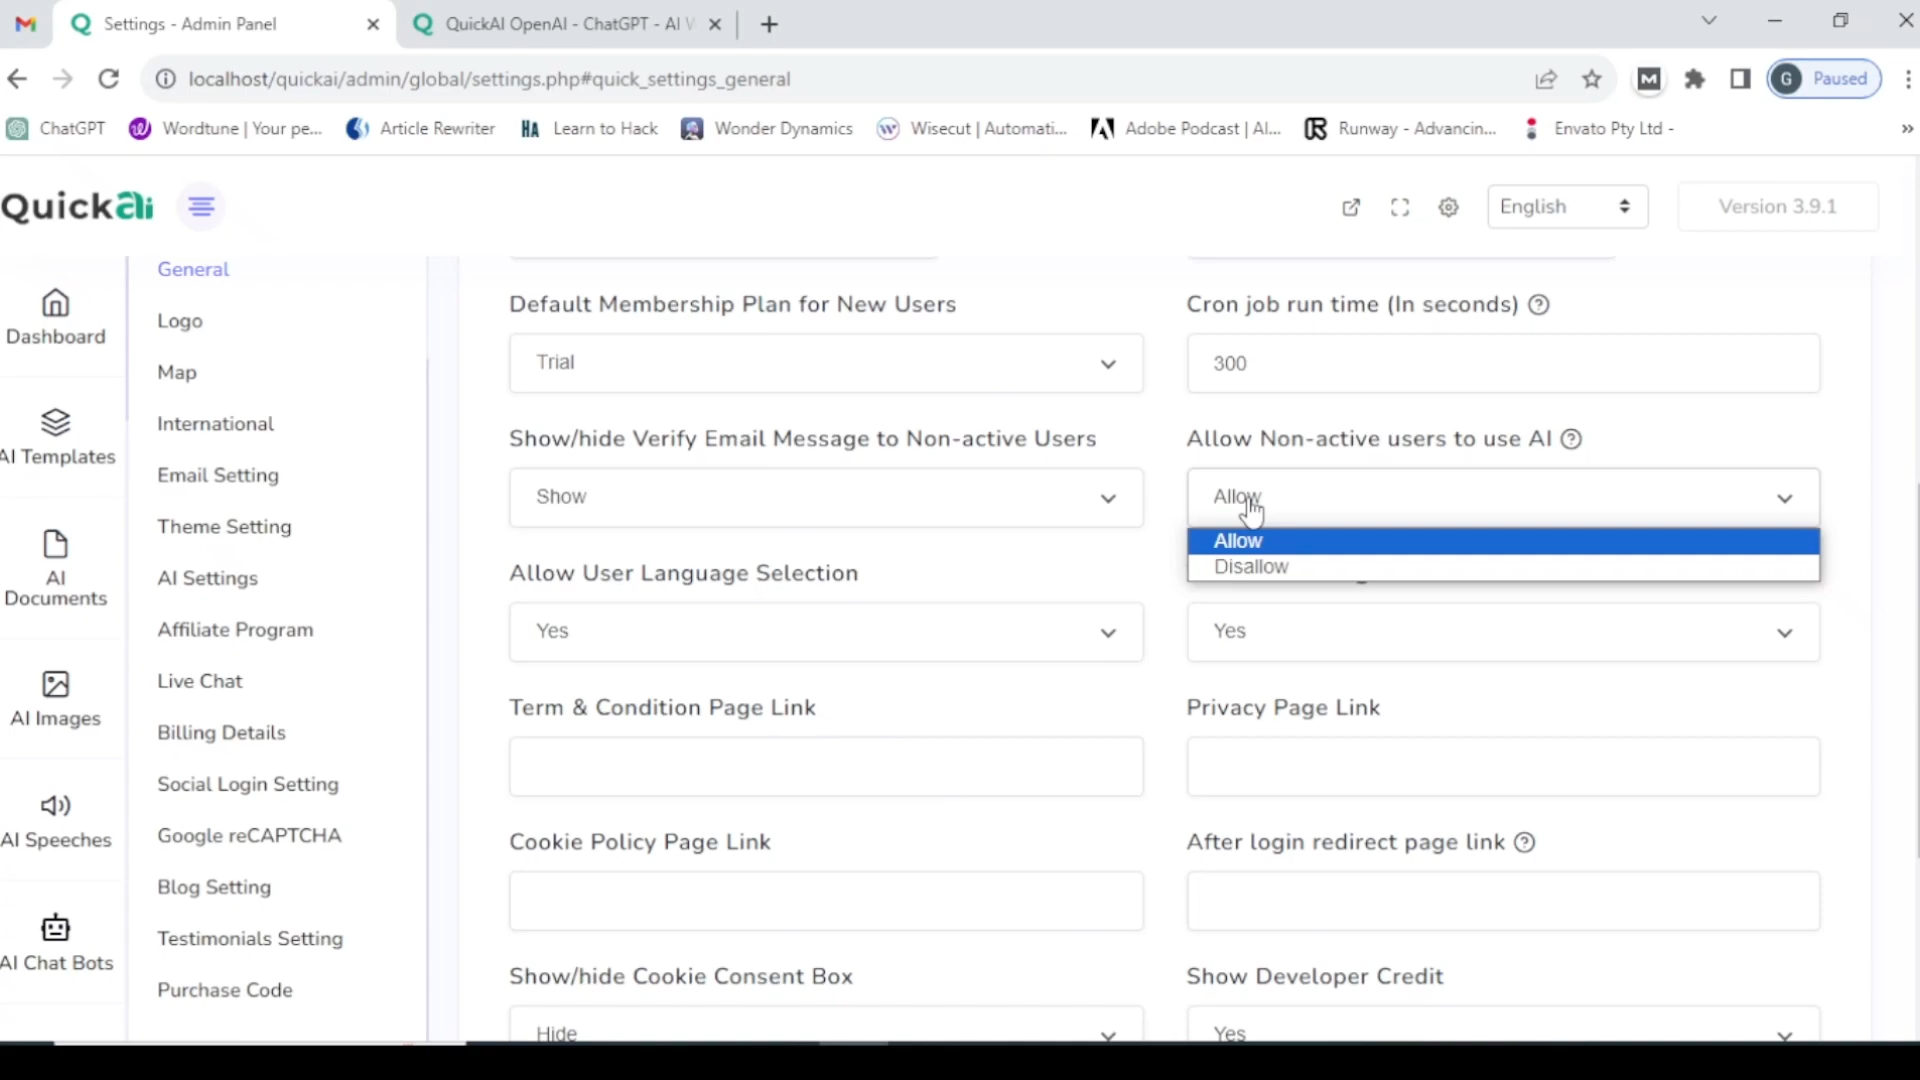 Settings - Admin Panel
QuickAI OpenAI - ChatGPT - AI
localhost/quickai/admin/global/settings.php#quick_settings_general
G Paused
ChatGPT
Wordtune | Your pe...
Article Rewriter
HA Learn to Hack
Wonder Dynamics
Wisecut | Automati...
Adobe Podcast | AI...
Runway - Advancin...
Envato Pty Ltd -
QuickAi
English
Version 3.9.1
Dashboard
AI Templates
AI
Documents
AI Images
AI Speeches
AI Chat Bots
General
Logo
Map
International
Email Setting
Theme Setting
AI Settings
Affiliate Program
Live Chat
Billing Details
Social Login Setting
Google reCAPTCHA
Blog Setting
Testimonials Setting
Purchase Code
Default Membership Plan for New Users
Trial
Cron job run time (In seconds)
300
Show/hide Verify Email Message to Non-active Users
Show
Allow Non-active users to use AI
Allow
Allow
Disallow
Allow User Language Selection
Yes
Yes
Term & Condition Page Link
Privacy Page Link
Cookie Policy Page Link
After login redirect page link
Show/hide Cookie Consent Box
Hide
Show Developer Credit
Yes